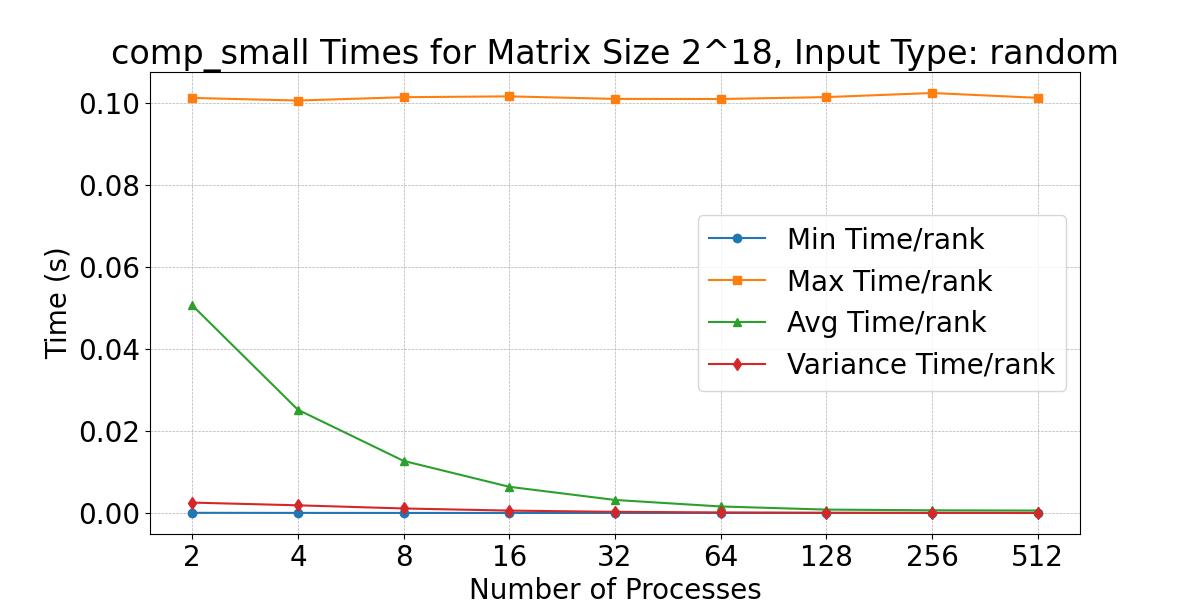 comp_small Times for Matrix Size 2^18, Input Type: random
0.10
0.08
0.06
0.04
0.02
0.00
Time (s)
Min Time/rank
Max Time/rank
Avg Time/rank
Variance Time/rank
2 4 8 16 32 64 128 256 512
Number of Processes